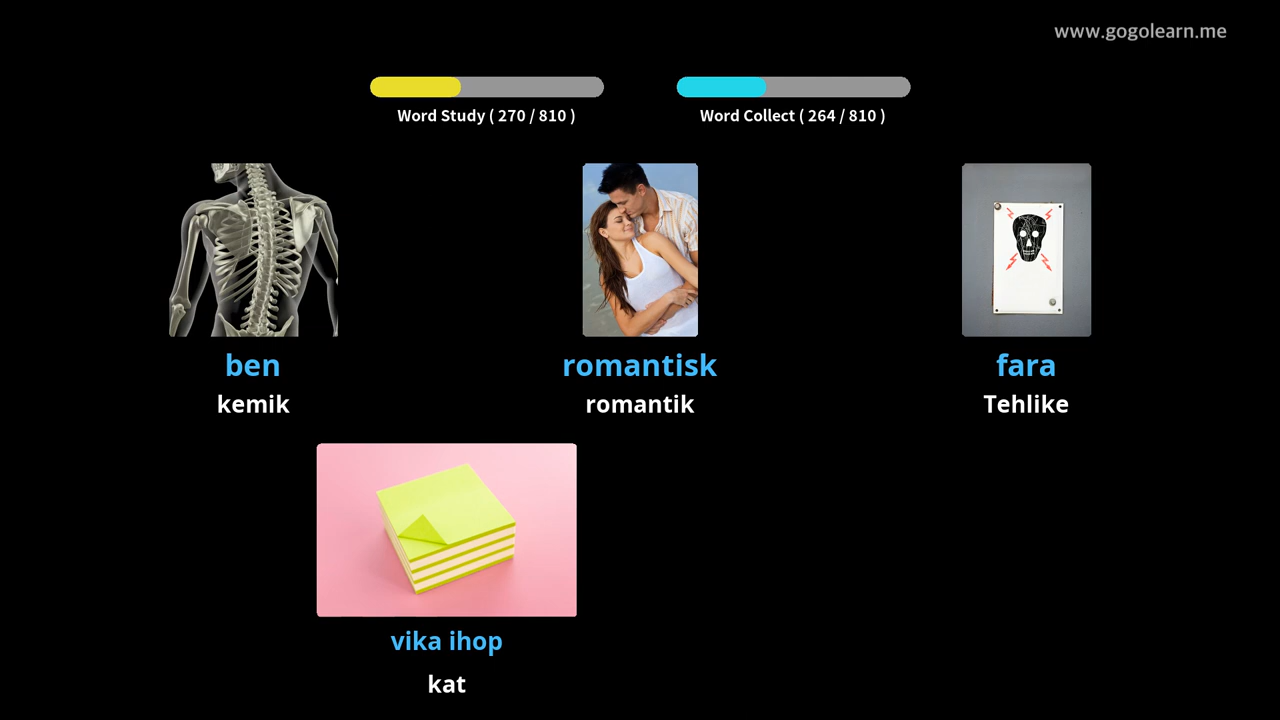 www.gogolearn.me
Word Study ( 270 / 810 )
Word Collect ( 264 / 810 )
ben
kemik
romantisk
romantik
fara
Tehlike
vika ihop
kat